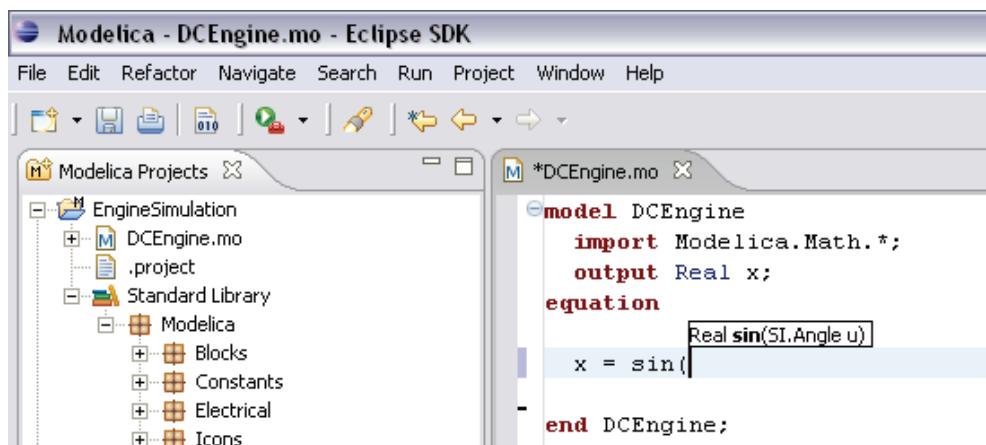 Modelica - DCEngine.mo - Eclipse SDK
File Edit Refactor Navigate Search Run Project Window Help
010
Modelica Projects
EngineSimulation
DCEngine.mo
.project
Standard Library
Modelica
Blocks
Constants
Electrical
Icons
*DCEngine.mo
model DCEngine
import Modelica.Math.*;
output Real x;
equation
Real sin(SI.Angle u)
x = sin(
end DCEngine;